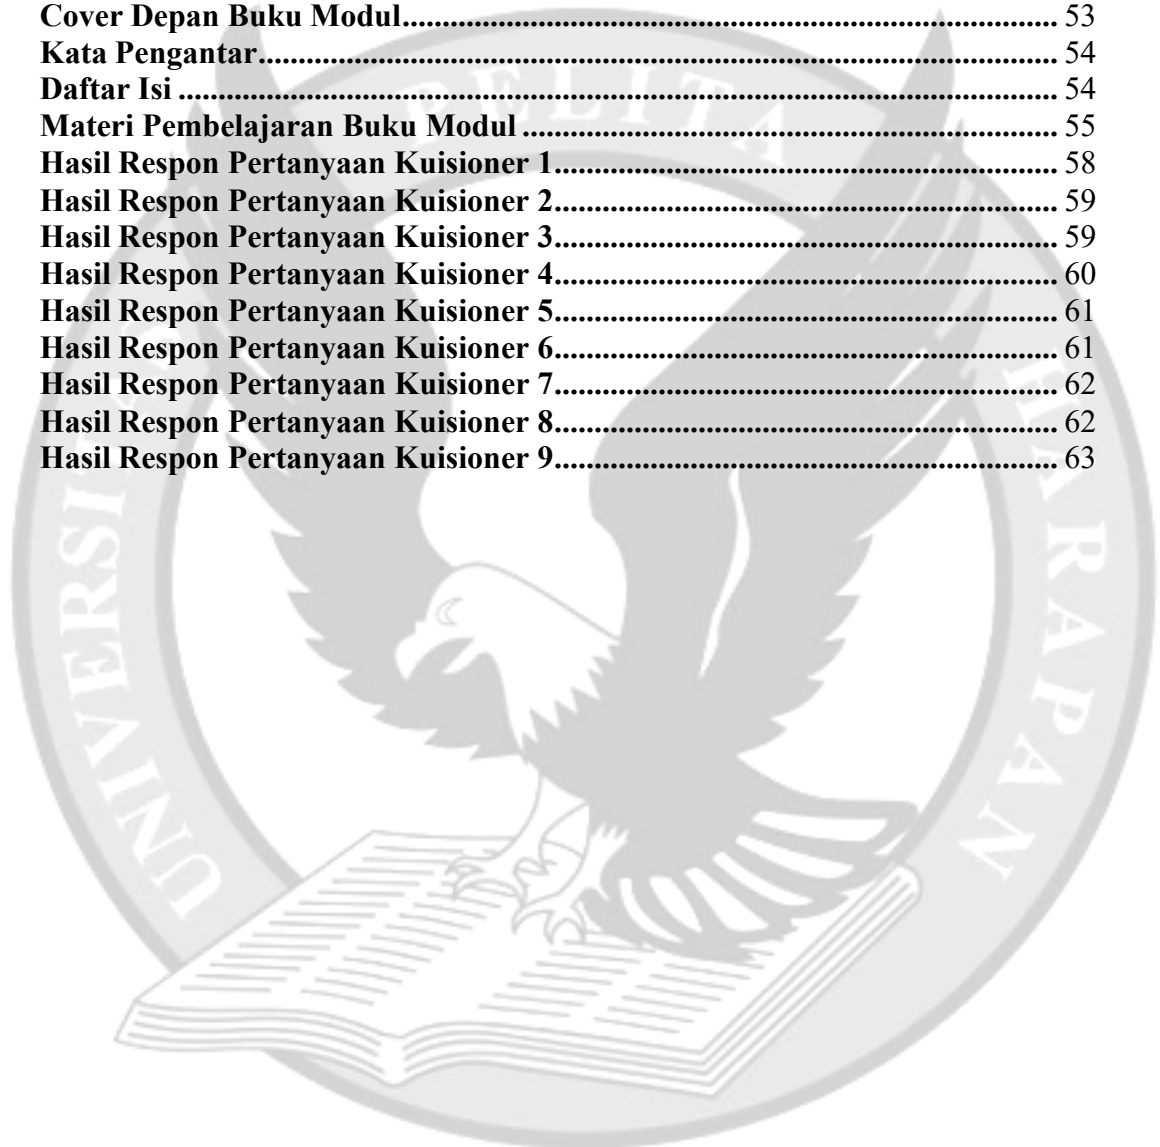 Cover Depan Buku Modul.................................................................................. 53
Kata Pengantar.................................................................................................... 54
Daftar Isi .............................................................................................................. 54
Materi Pembelajaran Buku Modul ................................................................... 55
Hasil Respon Pertanyaan Kuisioner 1............................................................... 58
Hasil Respon Pertanyaan Kuisioner 2............................................................... 59
Hasil Respon Pertanyaan Kuisioner 3............................................................... 59
Hasil Respon Pertanyaan Kuisioner 4............................................................... 60
Hasil Respon Pertanyaan Kuisioner 5............................................................... 61
Hasil Respon Pertanyaan Kuisioner 6............................................................... 61
Hasil Respon Pertanyaan Kuisioner 7............................................................... 62
Hasil Respon Pertanyaan Kuisioner 8............................................................... 62
Hasil Respon Pertanyaan Kuisioner 9............................................................... 63
PELITA